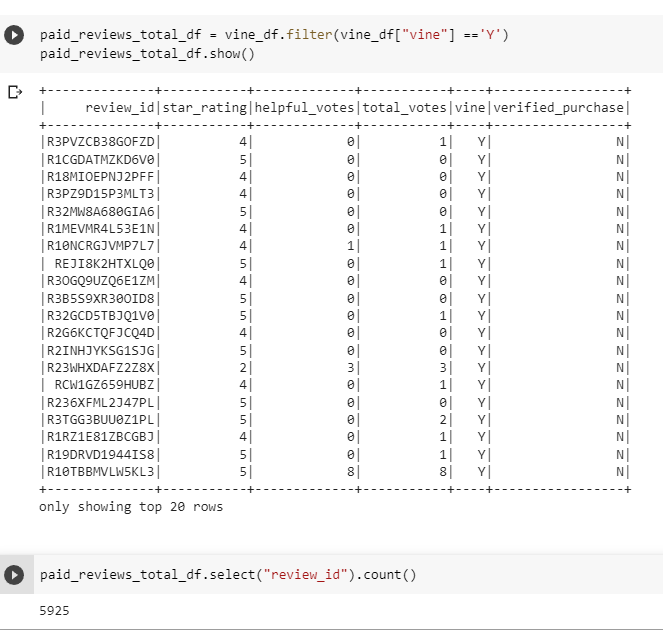 paid_reviews_total_df = vine_df.filter(vine_df["vine"] =='Y')
paid_reviews_total_df.show()
+--------------+-----------+-------------+-----------+----+-----------------+
|     review_id|star_rating|helpful_votes|total_votes|vine|verified_purchase|
+--------------+-----------+-------------+-----------+----+-----------------+
|R3PVZCB38GOFZD|          4|            0|          1|   Y|                N|
|R1CGDATMZKD6V0|          5|            0|          0|   Y|                N|
|R18MIOEPNJ2PFF|          4|            0|          0|   Y|                N|
|R3PZ9D15P3MLT3|          4|            0|          0|   Y|                N|
|R32MW8A680GIA6|          5|            0|          0|   Y|                N|
|R1MEVMR4L53E1N|          4|            0|          1|   Y|                N|
|R10NCRGJVMP7L7|          4|            1|          1|   Y|                N|
| REJI8K2HTXLQ0|          5|            0|          1|   Y|                N|
|R3OGQ9UZQ6E1ZM|          4|            0|          0|   Y|                N|
|R3B5S9XR30OID8|          5|            0|          0|   Y|                N|
|R32GCD5TBJQ1V0|          5|            0|          1|   Y|                N|
|R2G6KCTQFJCQ4D|          4|            0|          0|   Y|                N|
|R2INHJYKSG1SJG|          5|            0|          0|   Y|                N|
|R23WHXDAFZ2Z8X|          2|            3|          3|   Y|                N|
| RCW1GZ659HUBZ|          4|            0|          1|   Y|                N|
|R236XFML2J47PL|          5|            0|          0|   Y|                N|
|R3TGG3BUU0Z1PL|          5|            0|          2|   Y|                N|
|R1RZ1E81ZBCGBJ|          4|            0|          1|   Y|                N|
|R19DRVD1944IS8|          5|            0|          1|   Y|                N|
|R10TBBMVLW5KL3|          5|            8|          8|   Y|                N|
+--------------+-----------+-------------+-----------+----+-----------------+
only showing top 20 rows
paid_reviews_total_df.select("review_id").count()
5925